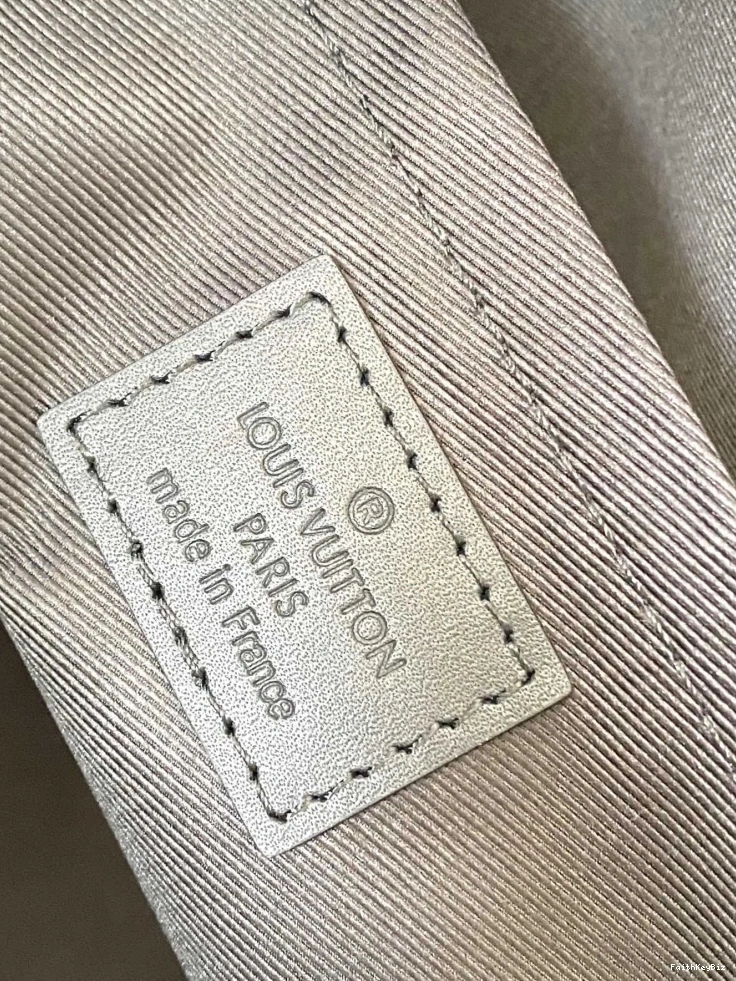 ®
LOUIS VUITTON
PARIS
made in France
FaithKeyBiz